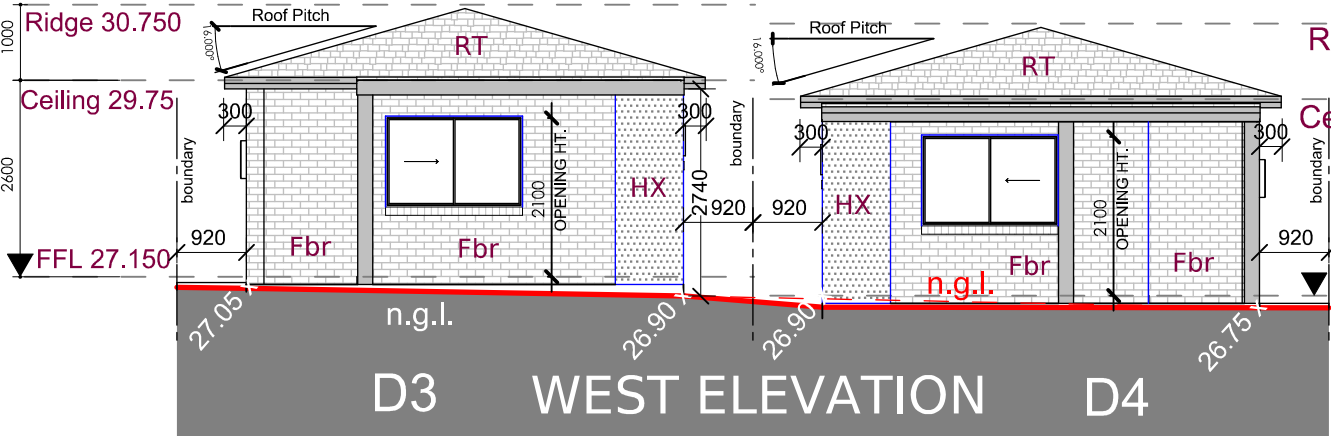 1000
Ridge 30.750
Roof Pitch
16.000°
RT
Ceiling 29.75
300
300
boundary
2600
FFL 27.150
920
Fbr
Fbr
2100
OPENING HT.
HX
2740
boundary
920
920
Roof Pitch
16.000°
RT
R
Ce
300
300
HX
Fbr
2100
OPENING HT.
Fbr
boundary
920
n.g.l.
27.05 x
n.g.l.
26.90 x
26.90
26.75 x
D3
WEST ELEVATION
D4